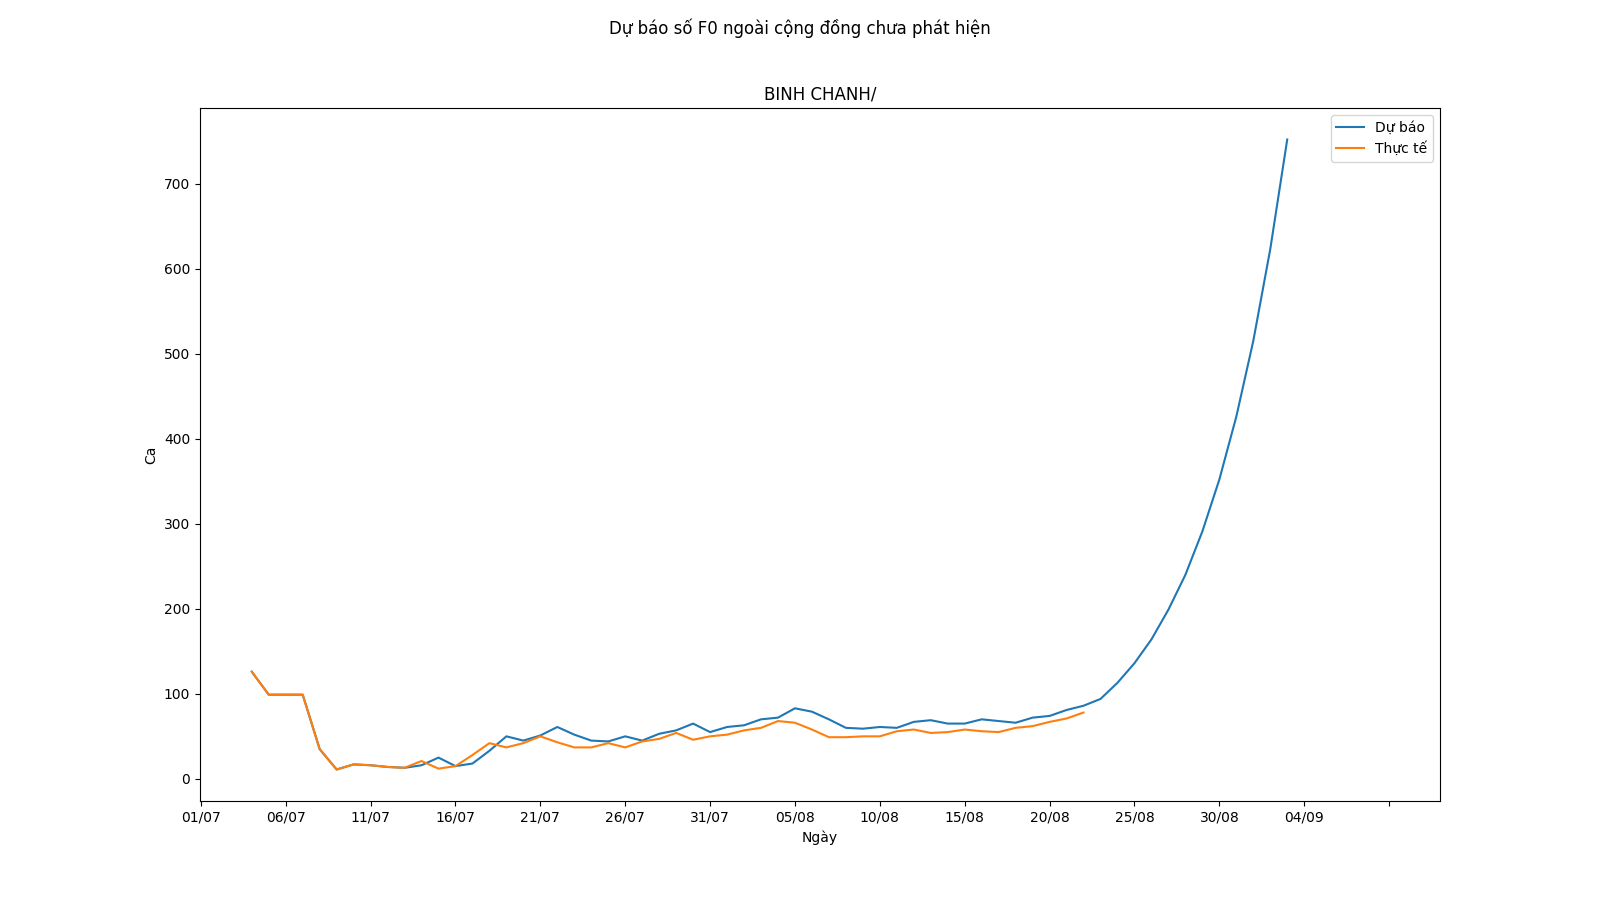 Dự báo số F0 ngoài cộng đồng chưa phát hiện
BINH CHANH/
Dự báo
Thực tế
700
600
500
400
300
200
100
0
Ca
01/07 06/07 11/07 16/07 21/07 26/07 31/07 05/08 10/08 15/08 20/08 25/08 30/08 04/09
Ngày